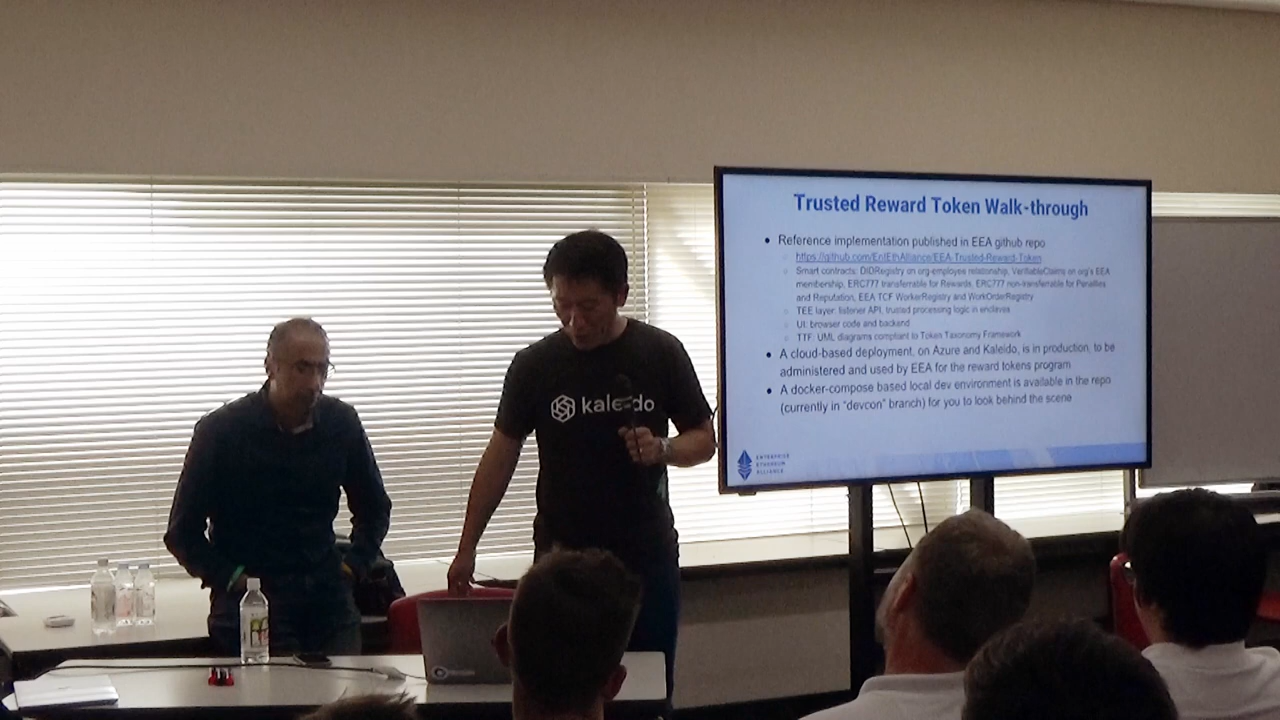 Trusted Reward Token Walk-through
● Reference implementation published in EEA github repo
○ https://github.com/EntEthAlliance/EEA-Trusted-Reward-Token
○ Smart contracts: DIDRegistry on org-employee relationship, VerifiableClaims on org's EEA
membership, ERC777 transferrable for Rewards, ERC777 non-transferrable for Penalties
and Reputation, EEA TCF WorkerRegistry and WorkOrderRegistry
○ TEE layer: listener API, trusted processing logic in enclaves
○ UI: browser code and backend
○ TTF: UML diagrams compliant to Token Taxonomy Framework
● A cloud-based deployment, on Azure and Kaleido, is in production, to be
administered and used by EEA for the reward tokens program
● A docker-compose based local dev environment is available in the repo
(currently in "devcon" branch) for you to look behind the scene
ENTERPRISE
ETHEREUM
ALLIANCE
kaleido